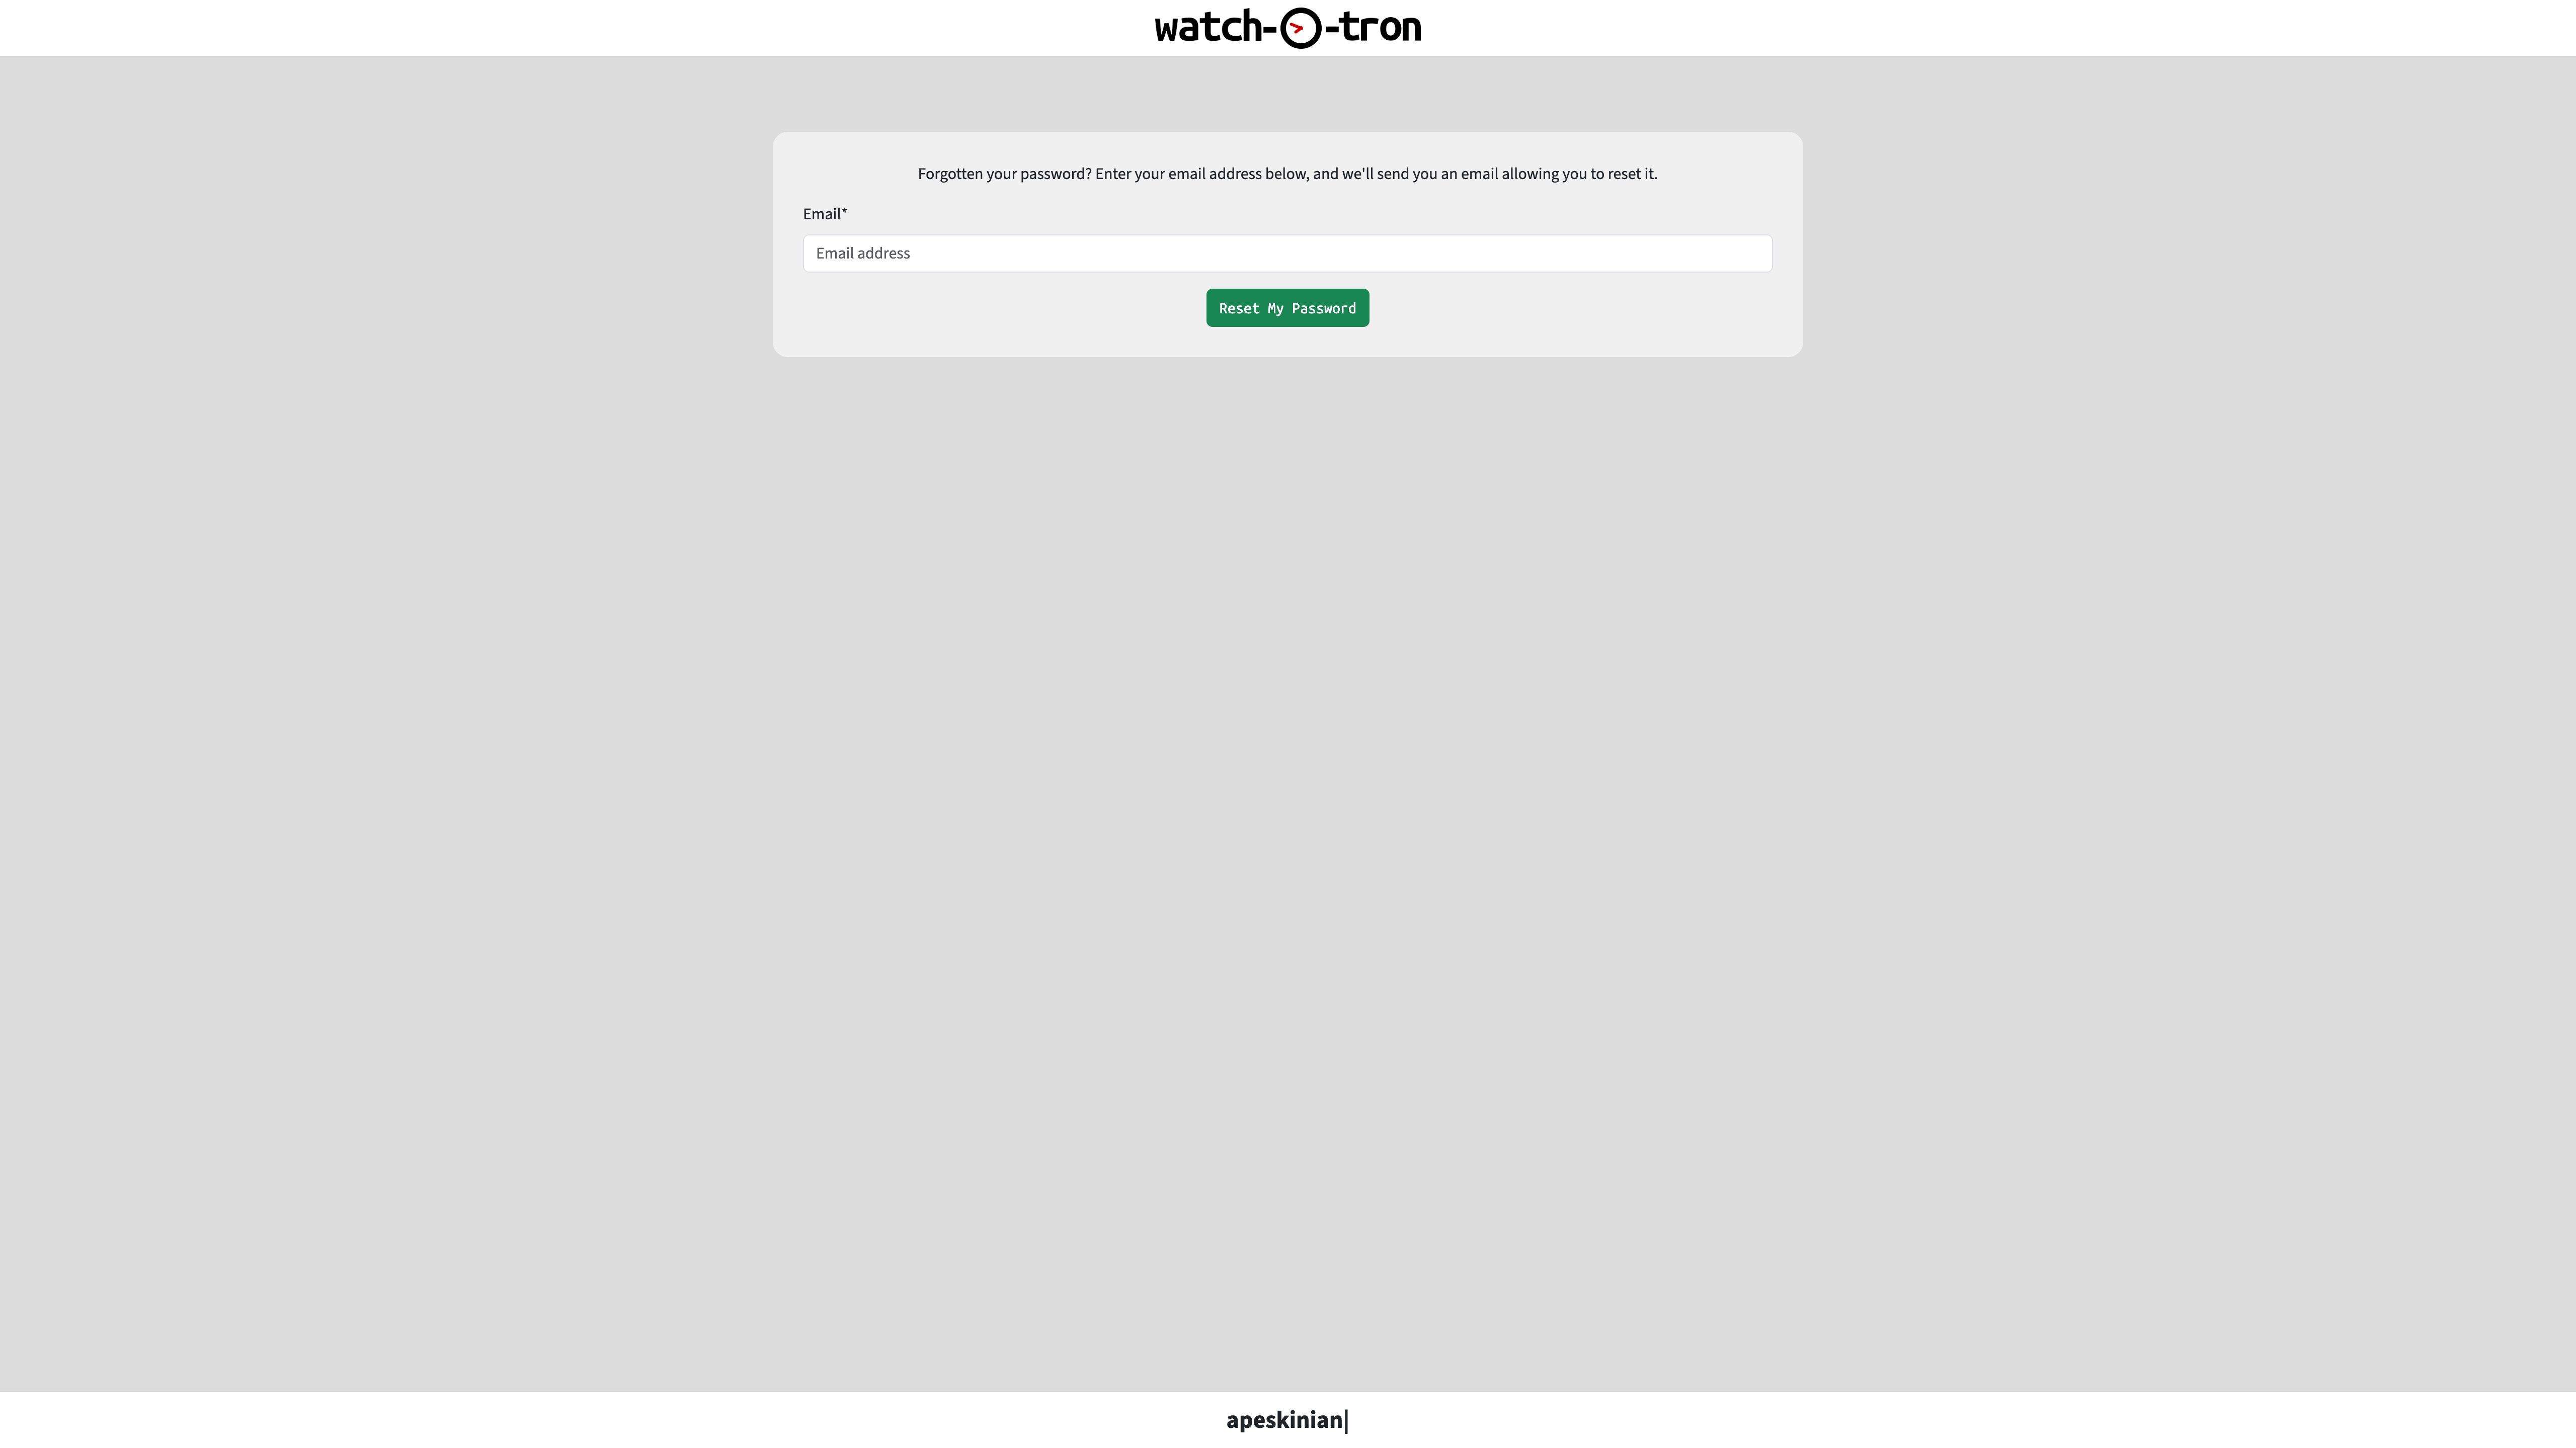 watch-O-tron
Forgotten your password? Enter your email address below, and we'll send you an email allowing you to reset it.
Email*
Email address
Reset My Password
apeskinian|